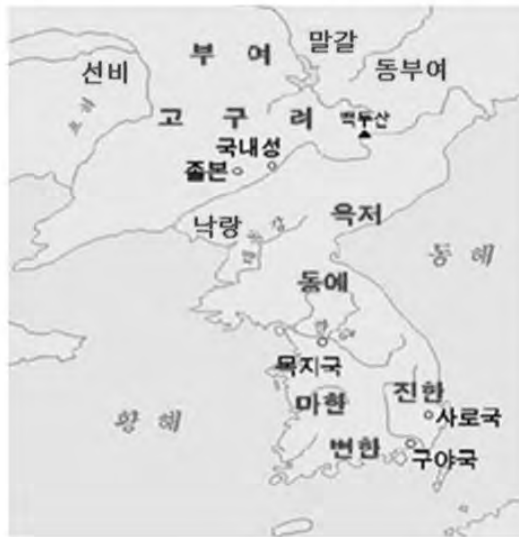 말갈
부 여
동부여
선비
고 구 려
백두산
국내성
졸본
옥저
낙랑
동 해
동예
목지국
진한
마한
사로국
황 해
변한
구야국